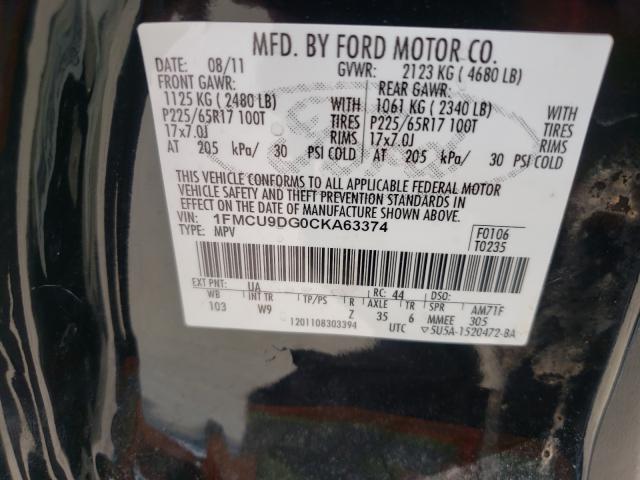 MFD. BY FORD MOTOR CO.
DATE: 08/11 GVWR: 2123 KG ( 4680 LB)
FRONT GAWR: REAR GAWR:
1125 KG ( 2480 LB) WITH 1061 KG ( 2340 LB) WITH
P225/65R17 100T TIRES P225/65R17 100T TIRES
17x7.0J RIMS 17x7.0J RIMS
AT 205 kPa/ 30 PSI COLD AT 205 kPa/ 30 PSI COLD
THIS VEHICLE CONFORMS TO ALL APPLICABLE FEDERAL MOTOR
VEHICLE SAFETY AND THEFT PREVENTION STANDARDS IN
EFFECT ON THE DATE OF MANUFACTURE SHOWN ABOVE.
VIN: 1FMCU9DG0CKA63374 F0106
TYPE: MPV T0235
EXT PNT: UA RC: 44 DSO:
WB INT TR TP/PS R AXLE TR SPR AM71F
103 W9 Z 35 6 MMEE 305
1201108303394 UTC ▽5U5A-1520472-BA